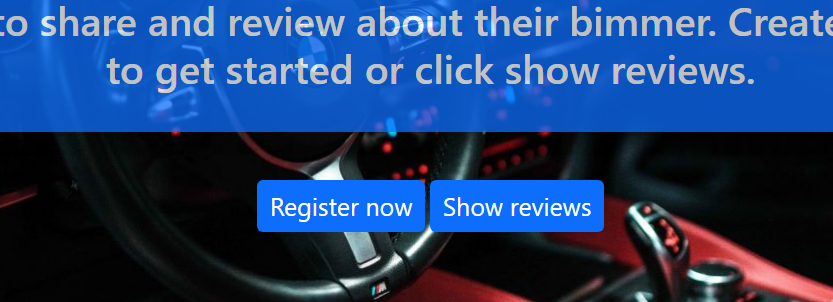 to share and review about their bimmer. Create
to get started or click show reviews.
Register now Show reviews